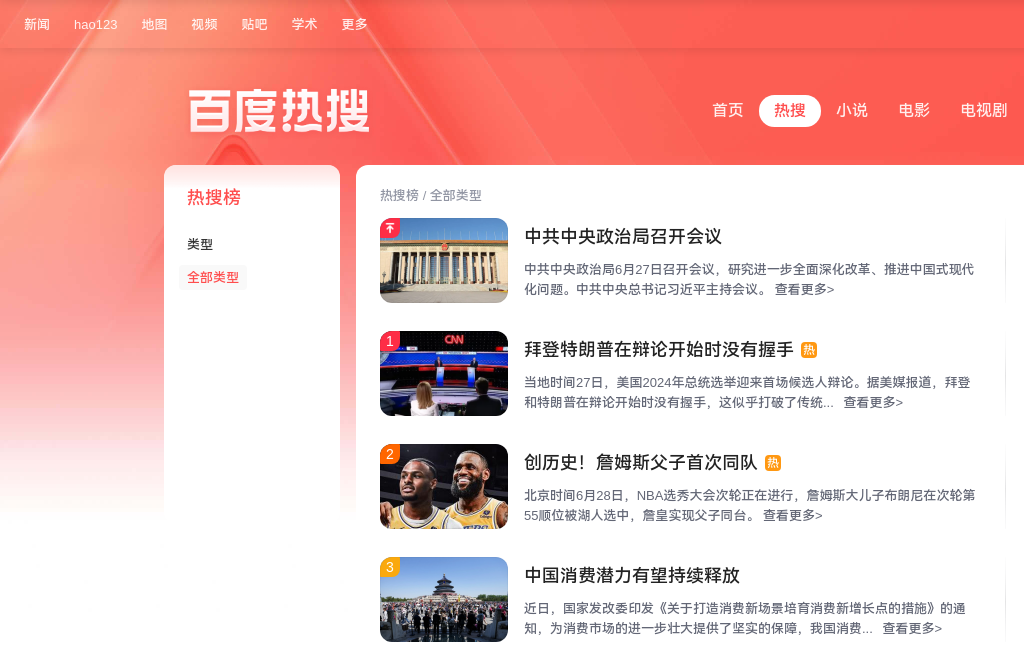 新闻 hao123 地图 视频 贴吧 学术 更多
百度热搜
首页 热搜 小说 电影 电视剧
热搜榜
类型
全部类型
热搜榜 / 全部类型
中共中央政治局召开会议
中共中央政治局6月27日召开会议，研究进一步全面深化改革、推进中国式现代
化问题。中共中央总书记习近平主持会议。 查看更多>
1
CNN
拜登特朗普在辩论开始时没有握手 热
当地时间27日，美国2024年总统选举迎来首场候选人辩论。据美媒报道，拜登
和特朗普在辩论开始时没有握手，这似乎打破了传统... 查看更多>
2
创历史！詹姆斯父子首次同队 热
北京时间6月28日，NBA选秀大会次轮正在进行，詹姆斯大儿子布朗尼在次轮第
55顺位被湖人选中，詹皇实现父子同台。 查看更多>
3
中国消费潜力有望持续释放
近日，国家发改委印发《关于打造消费新场景培育消费新增长点的措施》的通
知，为消费市场的进一步壮大提供了坚实的保障，我国消费... 查看更多>